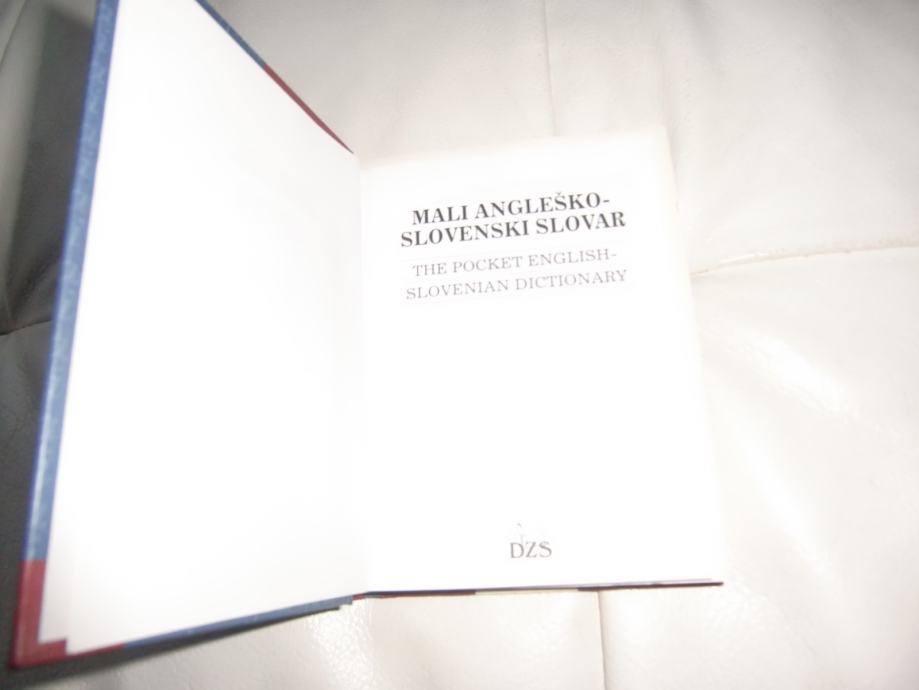 MALI ANGLEŠKO-
SLOVENSKI SLOVAR
THE POCKET ENGLISH-
SLOVENIAN DICTIONARY
DZS